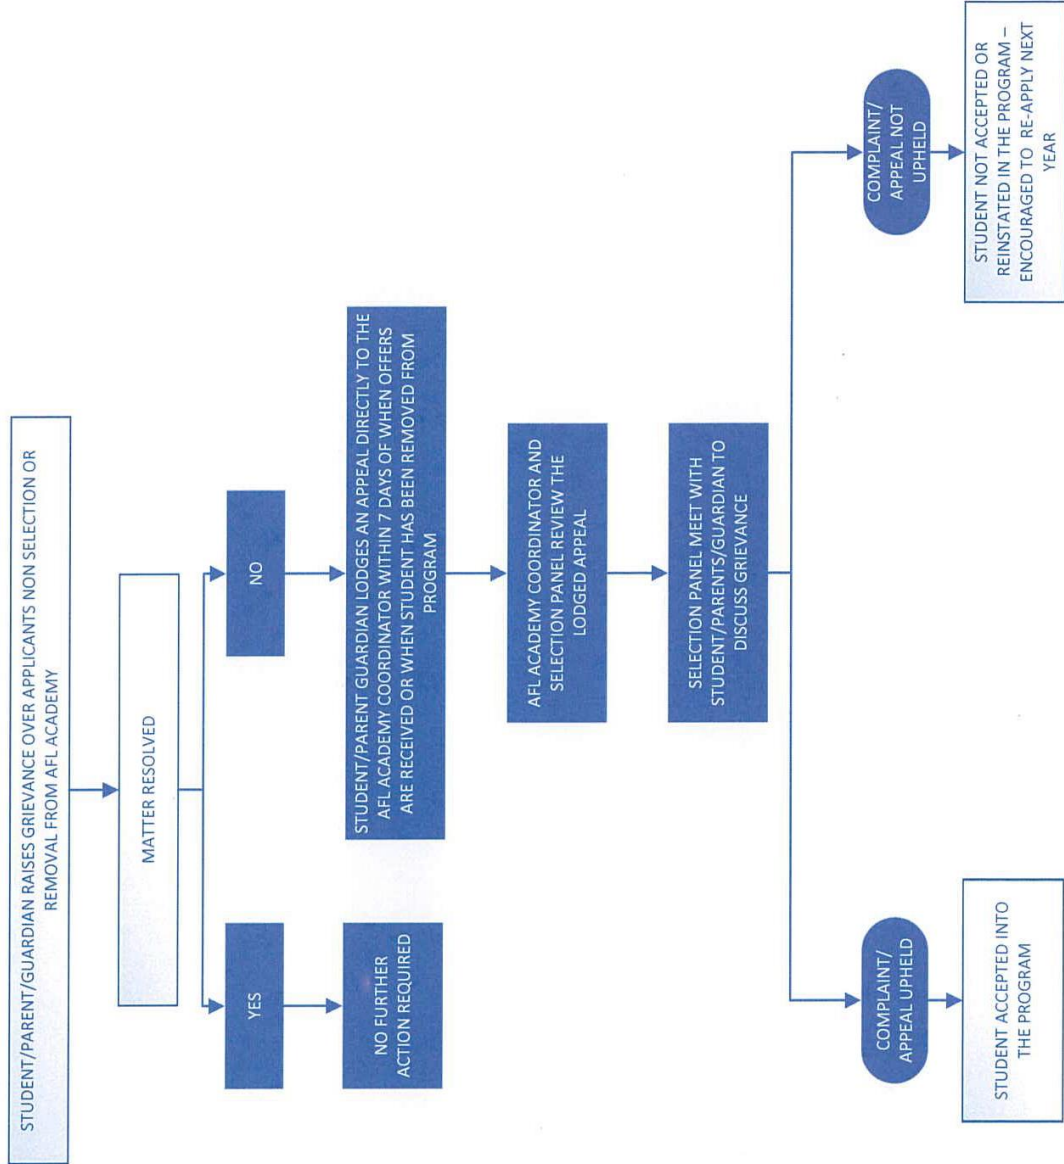 STUDENT/PARENT/GUARDIAN RAISES GRIEVANCE OVER APPLICANTS NON SELECTION OR
REMOVAL FROM AFL ACADEMY
MATTER RESOLVED
YES
NO
NO FURTHER
ACTION REQUIRED
STUDENT/PARENT GUARDIAN LODGES AN APPEAL DIRECTLY TO THE
AFL ACADEMY COORDINATOR WITHIN 7 DAYS OF WHEN OFFERS
ARE RECEIVED OR WHEN STUDENT HAS BEEN REMOVED FROM
PROGRAM
AFL ACADEMY COORDINATOR AND
SELECTION PANEL REVIEW THE
LODGED APPEAL
SELECTION PANEL MEET WITH
STUDENT/PARENTS/GUARDIAN TO
DISCUSS GRIEVANCE
COMPLAINT/
APPEAL UPHELD
STUDENT ACCEPTED INTO
THE PROGRAM
COMPLAINT/
APPEAL NOT
UPHELD
STUDENT NOT ACCEPTED OR
REINSTATED IN THE PROGRAM –
ENCOURAGED TO RE-APPLY NEXT
YEAR